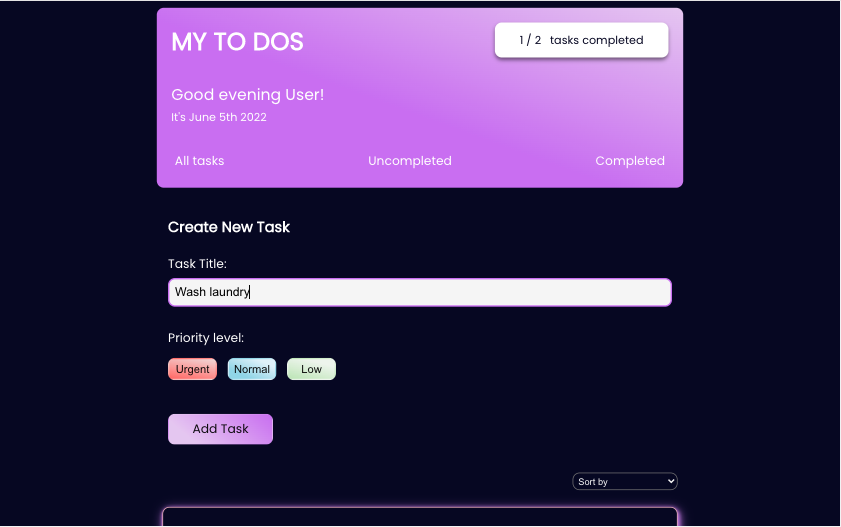 MY TO DOS
1 / 2 tasks completed
Good evening User!
It's June 5th 2022
All tasks Uncompleted Completed
Create New Task
Task Title:
Wash laundry
Priority level:
Urgent Normal Low
Add Task
Sort by